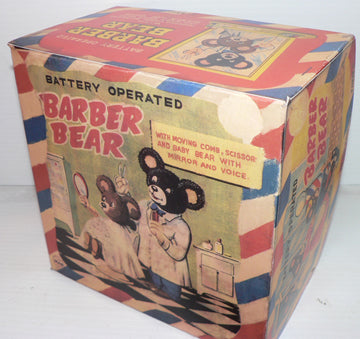 BATTERY OPERATED
BARBER
BEAR
BATTERY OPERATED
BARBER
BEAR
WITH MOVING COMB, SCISSOR
AND BABY BEAR WITH
MIRROR AND VOICE.
BARBER
BEAR